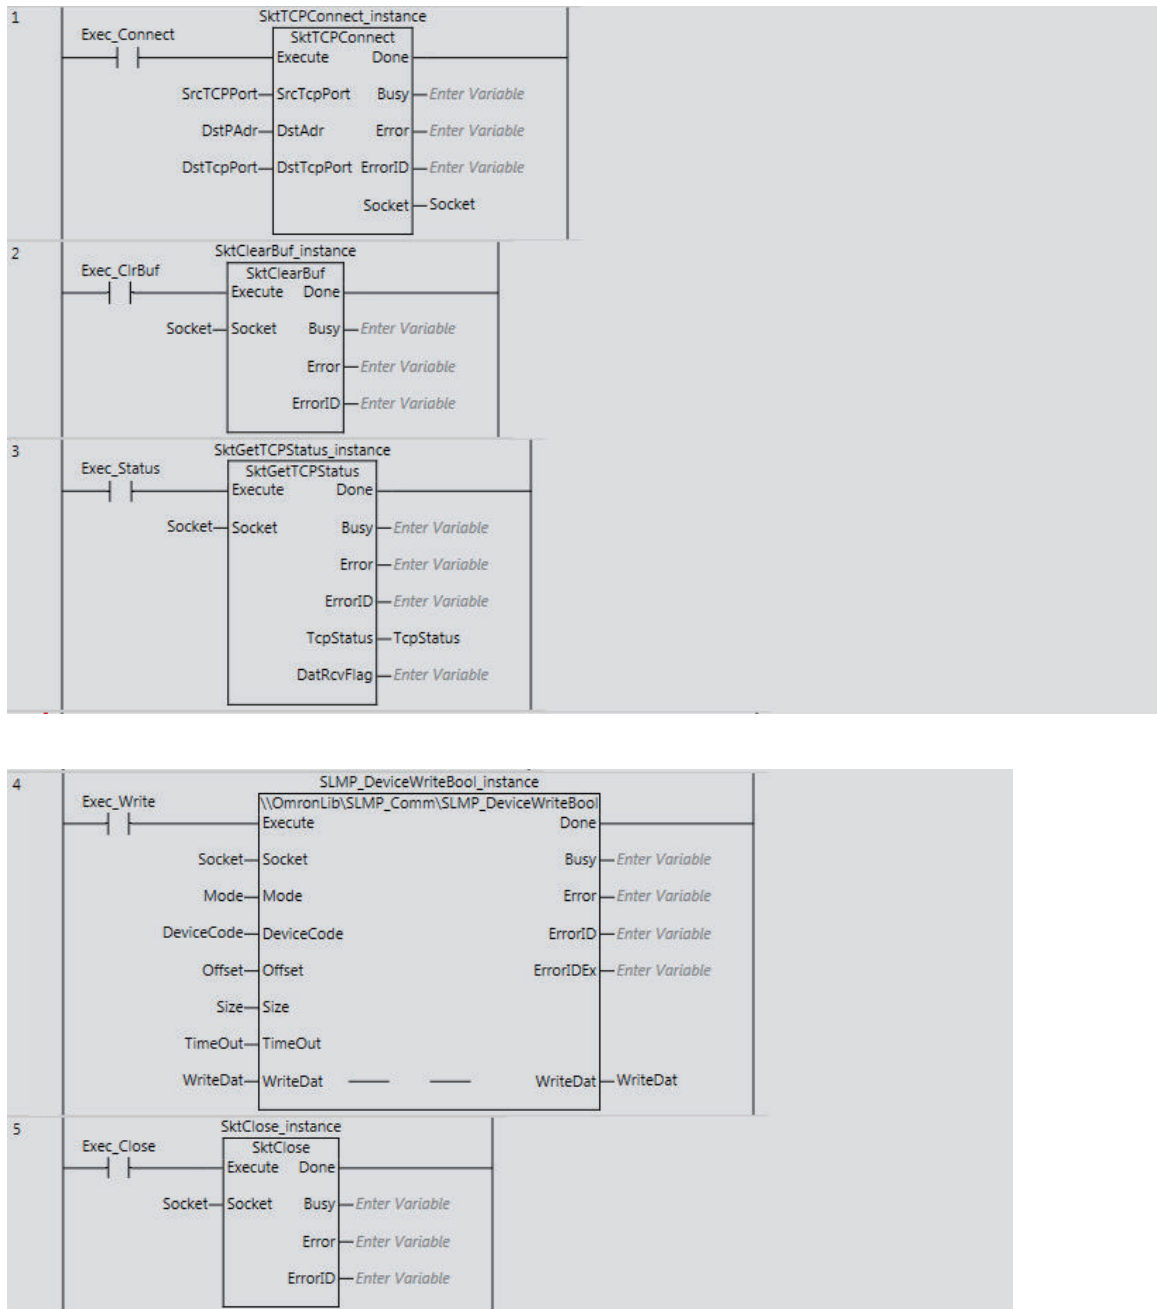 1
SktTCPConnect_instance
Exec_Connect
SktTCPConnect
Execute Done
SrcTCPPort SrcTcpPort Busy Enter Variable
DstPAdr DstAdr Error Enter Variable
DstTcpPort DstTcpPort ErrorID Enter Variable
Socket Socket
2
SktClearBuf_instance
Exec_ClrBuf
SktClearBuf
Execute Done
Socket Socket Busy Enter Variable
Error Enter Variable
ErrorID Enter Variable
3
SktGetTCPStatus_instance
Exec_Status
SktGetTCPStatus
Execute Done
Socket Socket Busy Enter Variable
Error Enter Variable
ErrorID Enter Variable
TcpStatus TcpStatus
DatRcvFlag Enter Variable
4
SLMP_DeviceWriteBool_instance
Exec_Write
\\OmronLib\SLMP_Comm\SLMP_DeviceWriteBool
Execute Done
Socket Socket Busy Enter Variable
Mode Mode Error Enter Variable
DeviceCode DeviceCode ErrorID Enter Variable
Offset Offset ErrorIDEx Enter Variable
Size Size
TimeOut TimeOut
WriteDat WriteDat WriteDat WriteDat
5
SktClose_instance
Exec_Close
SktClose
Execute Done
Socket Socket Busy Enter Variable
Error Enter Variable
ErrorID Enter Variable